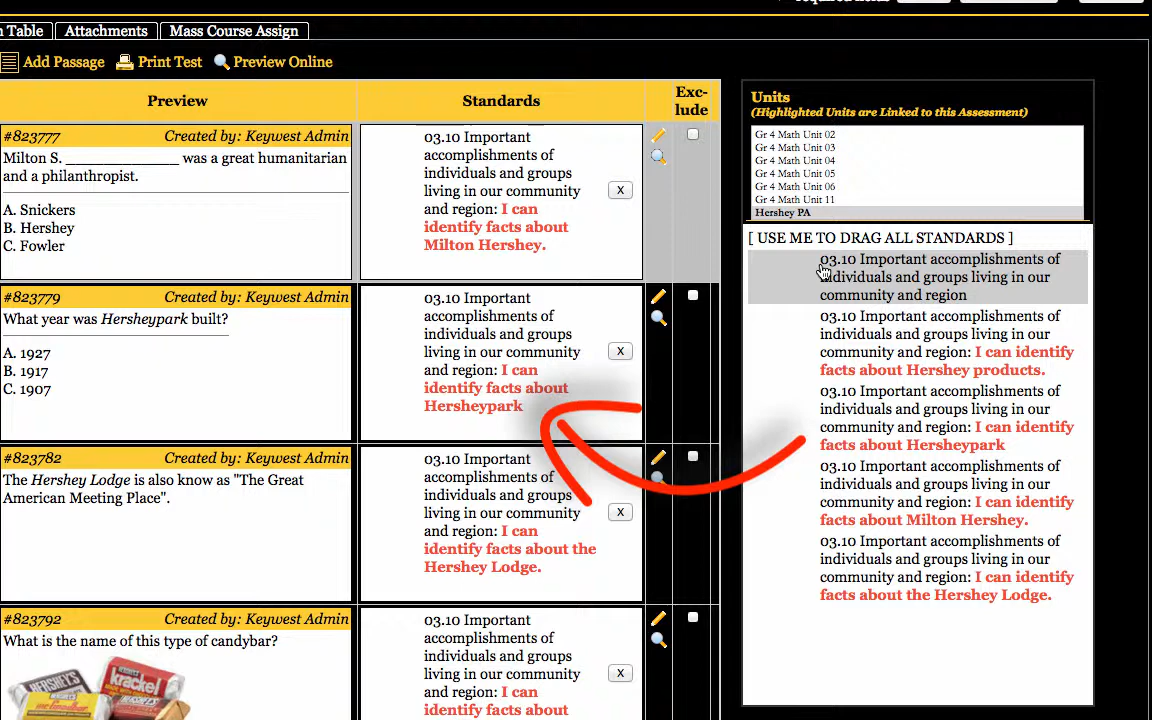 n Table
Attachments
Mass Course Assign
Add Passage
Print Test
Preview Online
Preview
Standards
Exc-
lude
#823777
Created by: Keywest Admin
Milton S. _______________ was a great humanitarian
and a philanthropist.
A. Snickers
B. Hershey
C. Fowler
03.10 Important
accomplishments of
individuals and groups
living in our community
and region: I can
identify facts about
Milton Hershey.
X
#823779
Created by: Keywest Admin
What year was Hersheypark built?
A. 1927
B. 1917
C. 1907
03.10 Important
accomplishments of
individuals and groups
living in our community
and region: I can
identify facts about
Hersheypark
X
#823782
Created by: Keywest Admin
The Hershey Lodge is also know as "The Great
American Meeting Place".
03.10 Important
accomplishments of
individuals and groups
living in our community
and region: I can
identify facts about the
Hershey Lodge.
X
#823792
Created by: Keywest Admin
What is the name of this type of candybar?
HERSHEY'S
krackel
03.10 Important
accomplishments of
individuals and groups
living in our community
and region: I can
identify facts about
X
Units
(Highlighted Units are Linked to this Assessment)
Gr 4 Math Unit 02
Gr 4 Math Unit 03
Gr 4 Math Unit 04
Gr 4 Math Unit 05
Gr 4 Math Unit 06
Gr 4 Math Unit 11
Hershey PA
[ USE ME TO DRAG ALL STANDARDS ]
03.10 Important accomplishments of
individuals and groups living in our
community and region
03.10 Important accomplishments of
individuals and groups living in our
community and region: I can identify
facts about Hershey products.
03.10 Important accomplishments of
individuals and groups living in our
community and region: I can identify
facts about Hersheypark
03.10 Important accomplishments of
individuals and groups living in our
community and region: I can identify
facts about Milton Hershey.
03.10 Important accomplishments of
individuals and groups living in our
community and region: I can identify
facts about the Hershey Lodge.